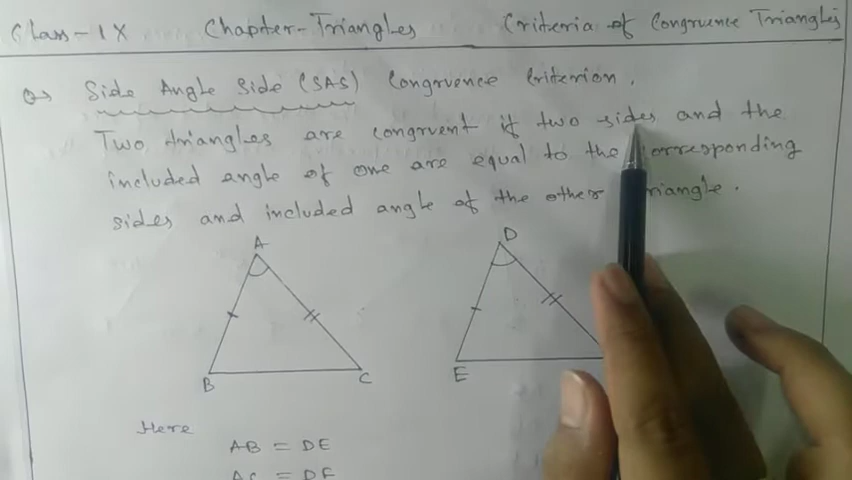 Class-IX Chapter-Triangles Criteria of Congruence Triangles
Q→ Side Angle Side (SAS) Congruence Criterion.
Two triangles are congruent if two sides and the
included angle of one are equal to the corresponding
sides and included angle of the other triangle.
A D
B C E
Here
AB = DE
AC = DF